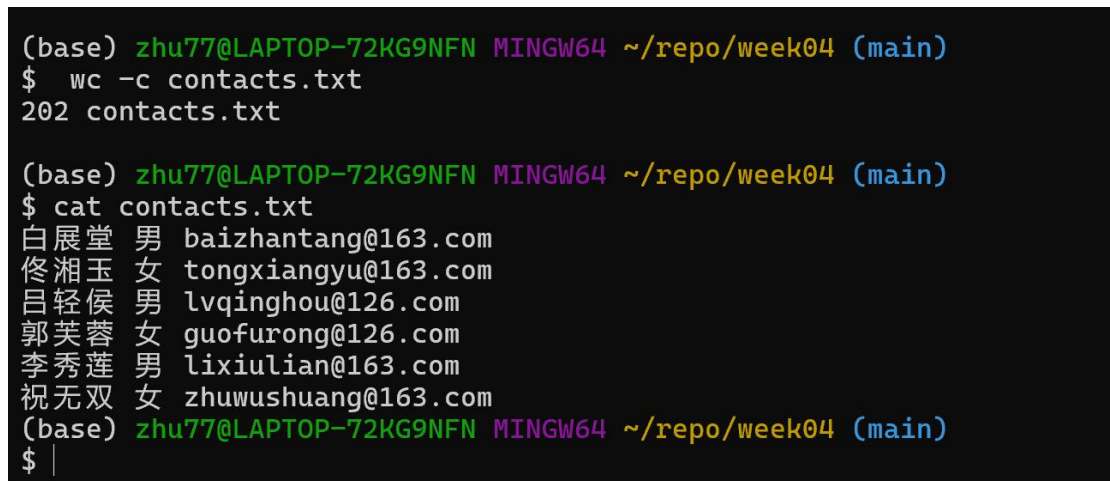 (base) zhu77@LAPTOP-72KG9NFN MINGW64 ~/repo/week04 (main)
$  wc -c contacts.txt
202 contacts.txt
(base) zhu77@LAPTOP-72KG9NFN MINGW64 ~/repo/week04 (main)
$ cat contacts.txt
白展堂 男 baizhantang@163.com
佟湘玉 女 tongxiangyu@163.com
吕轻侯 男 lvqinghou@126.com
郭芙蓉 女 guofurong@126.com
李秀莲 男 lixiulian@163.com
祝无双 女 zhuwushuang@163.com
(base) zhu77@LAPTOP-72KG9NFN MINGW64 ~/repo/week04 (main)
$